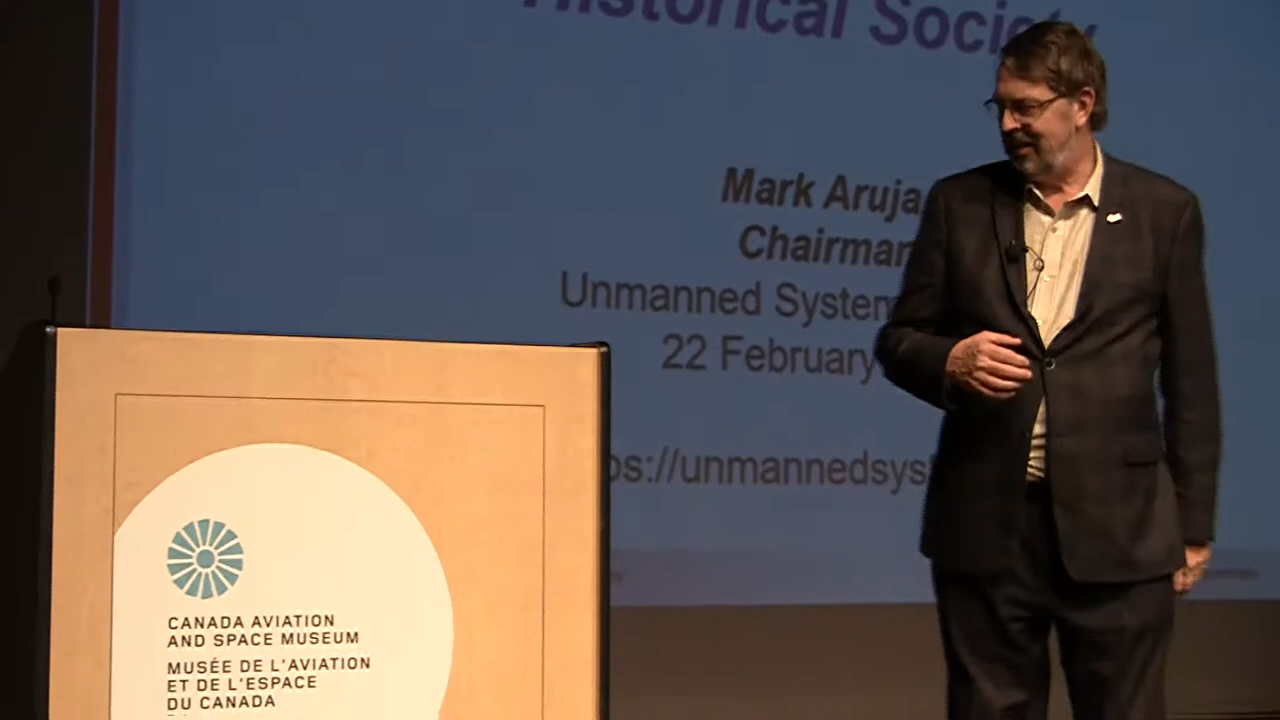 Historical Society
Mark Aruja
Chairman
Unmanned System
22 February
ps://unmannedsys
CANADA AVIATION
AND SPACE MUSEUM
MUSÉE DE L'AVIATION
ET DE L'ESPACE
DU CANADA